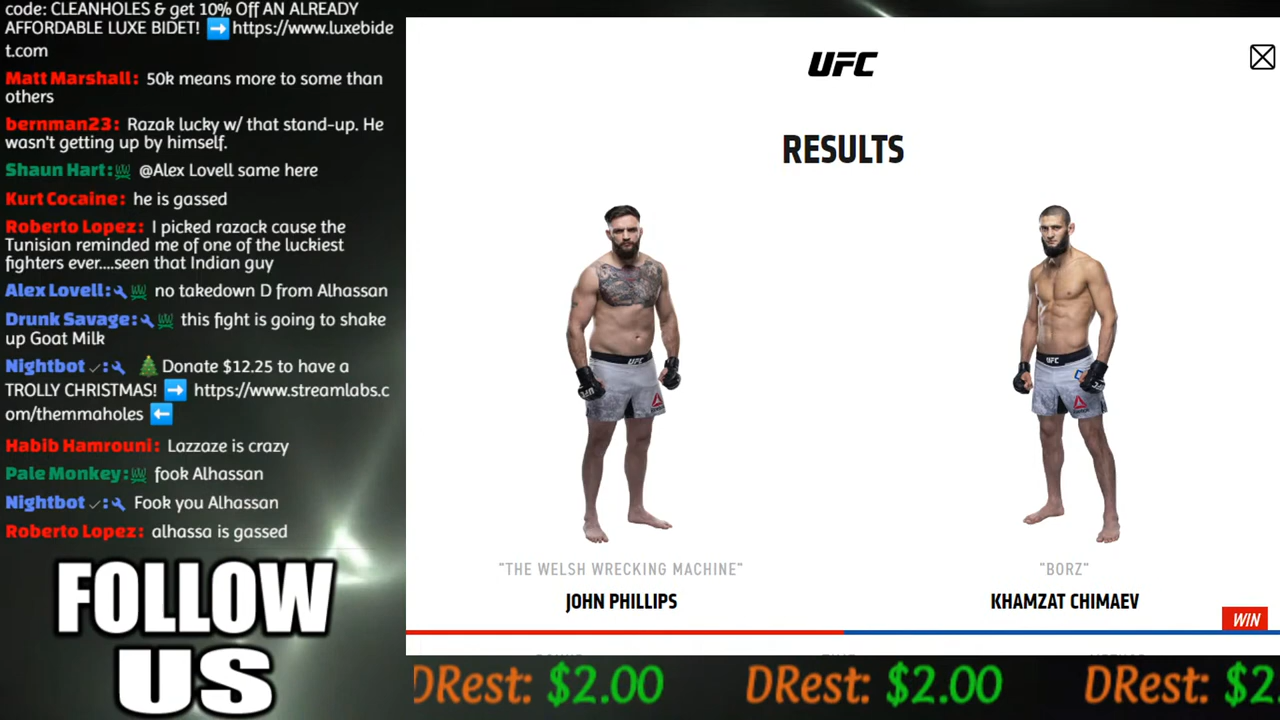 code: CLEANHOLES & get 10% Off AN ALREADY
AFFORDABLE LUXE BIDET! ➡ https://www.luxebide
t.com
Matt Marshall: 50k means more to some than
others
bernman23: Razak lucky w/ that stand-up. He
wasn't getting up by himself.
Shaun Hart: @Alex Lovell same here
Kurt Cocaine: he is gassed
Roberto Lopez: I picked razack cause the
Tunisian reminded me of one of the luckiest
fighters ever....seen that Indian guy
Alex Lovell: no takedown D from Alhassan
Drunk Savage: this fight is going to shake
up Goat Milk
Nightbot ✓: 🎄 Donate $12.25 to have a
TROLLY CHRISTMAS! ➡ https://www.streamlabs.c
om/themmaholes ⬅
Habib Hamrouni: Lazzaze is crazy
Pale Monkey: fook Alhassan
Nightbot ✓: Fook you Alhassan
Roberto Lopez: alhassa is gassed
FOLLOW
US
UFC
RESULTS
"THE WELSH WRECKING MACHINE"
JOHN PHILLIPS
"BORZ"
KHAMZAT CHIMAEV
WIN
DRest: $2.00 DRest: $2.00 DRest: $2